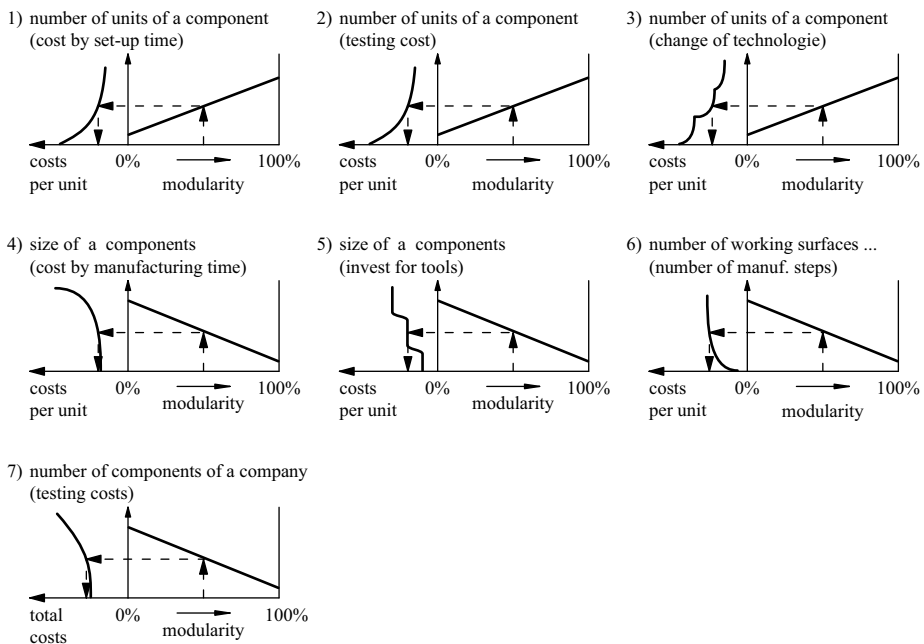 1) number of units of a component
(cost by set-up time)
costs
per unit
0%
modularity
100%
2) number of units of a component
(testing cost)
costs
per unit
0%
modularity
100%
3) number of units of a component
(change of technologie)
costs
per unit
0%
modularity
100%
4) size of a components
(cost by manufacturing time)
costs
per unit
0%
modularity
100%
5) size of a components
(invest for tools)
costs
per unit
0%
modularity
100%
6) number of working surfaces ...
(number of manuf. steps)
costs
per unit
0%
modularity
100%
7) number of components of a company
(testing costs)
total
costs
0%
modularity
100%